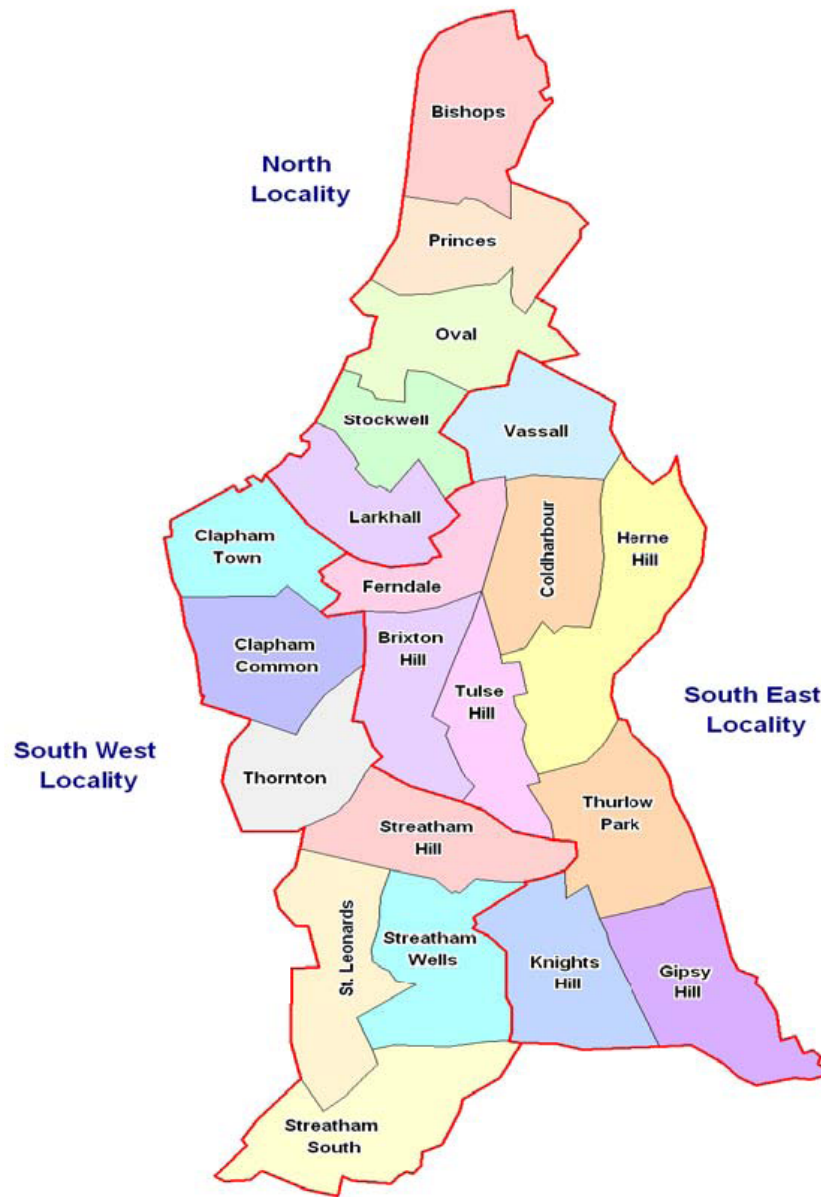 Bishops
North
Locality
Princes
Oval
Stockwell
Vassall
Larkhall
Clapham
Town
Coldharbour
Herne
Hill
Ferndale
Clapham
Common
Brixton
Hill
Tulse
Hill
South East
Locality
South West
Locality
Thornton
Thurlow
Park
Streatham
Hill
St. Leonards
Streatham
Wells
Knights
Hill
Gipsy
Hill
Streatham
South